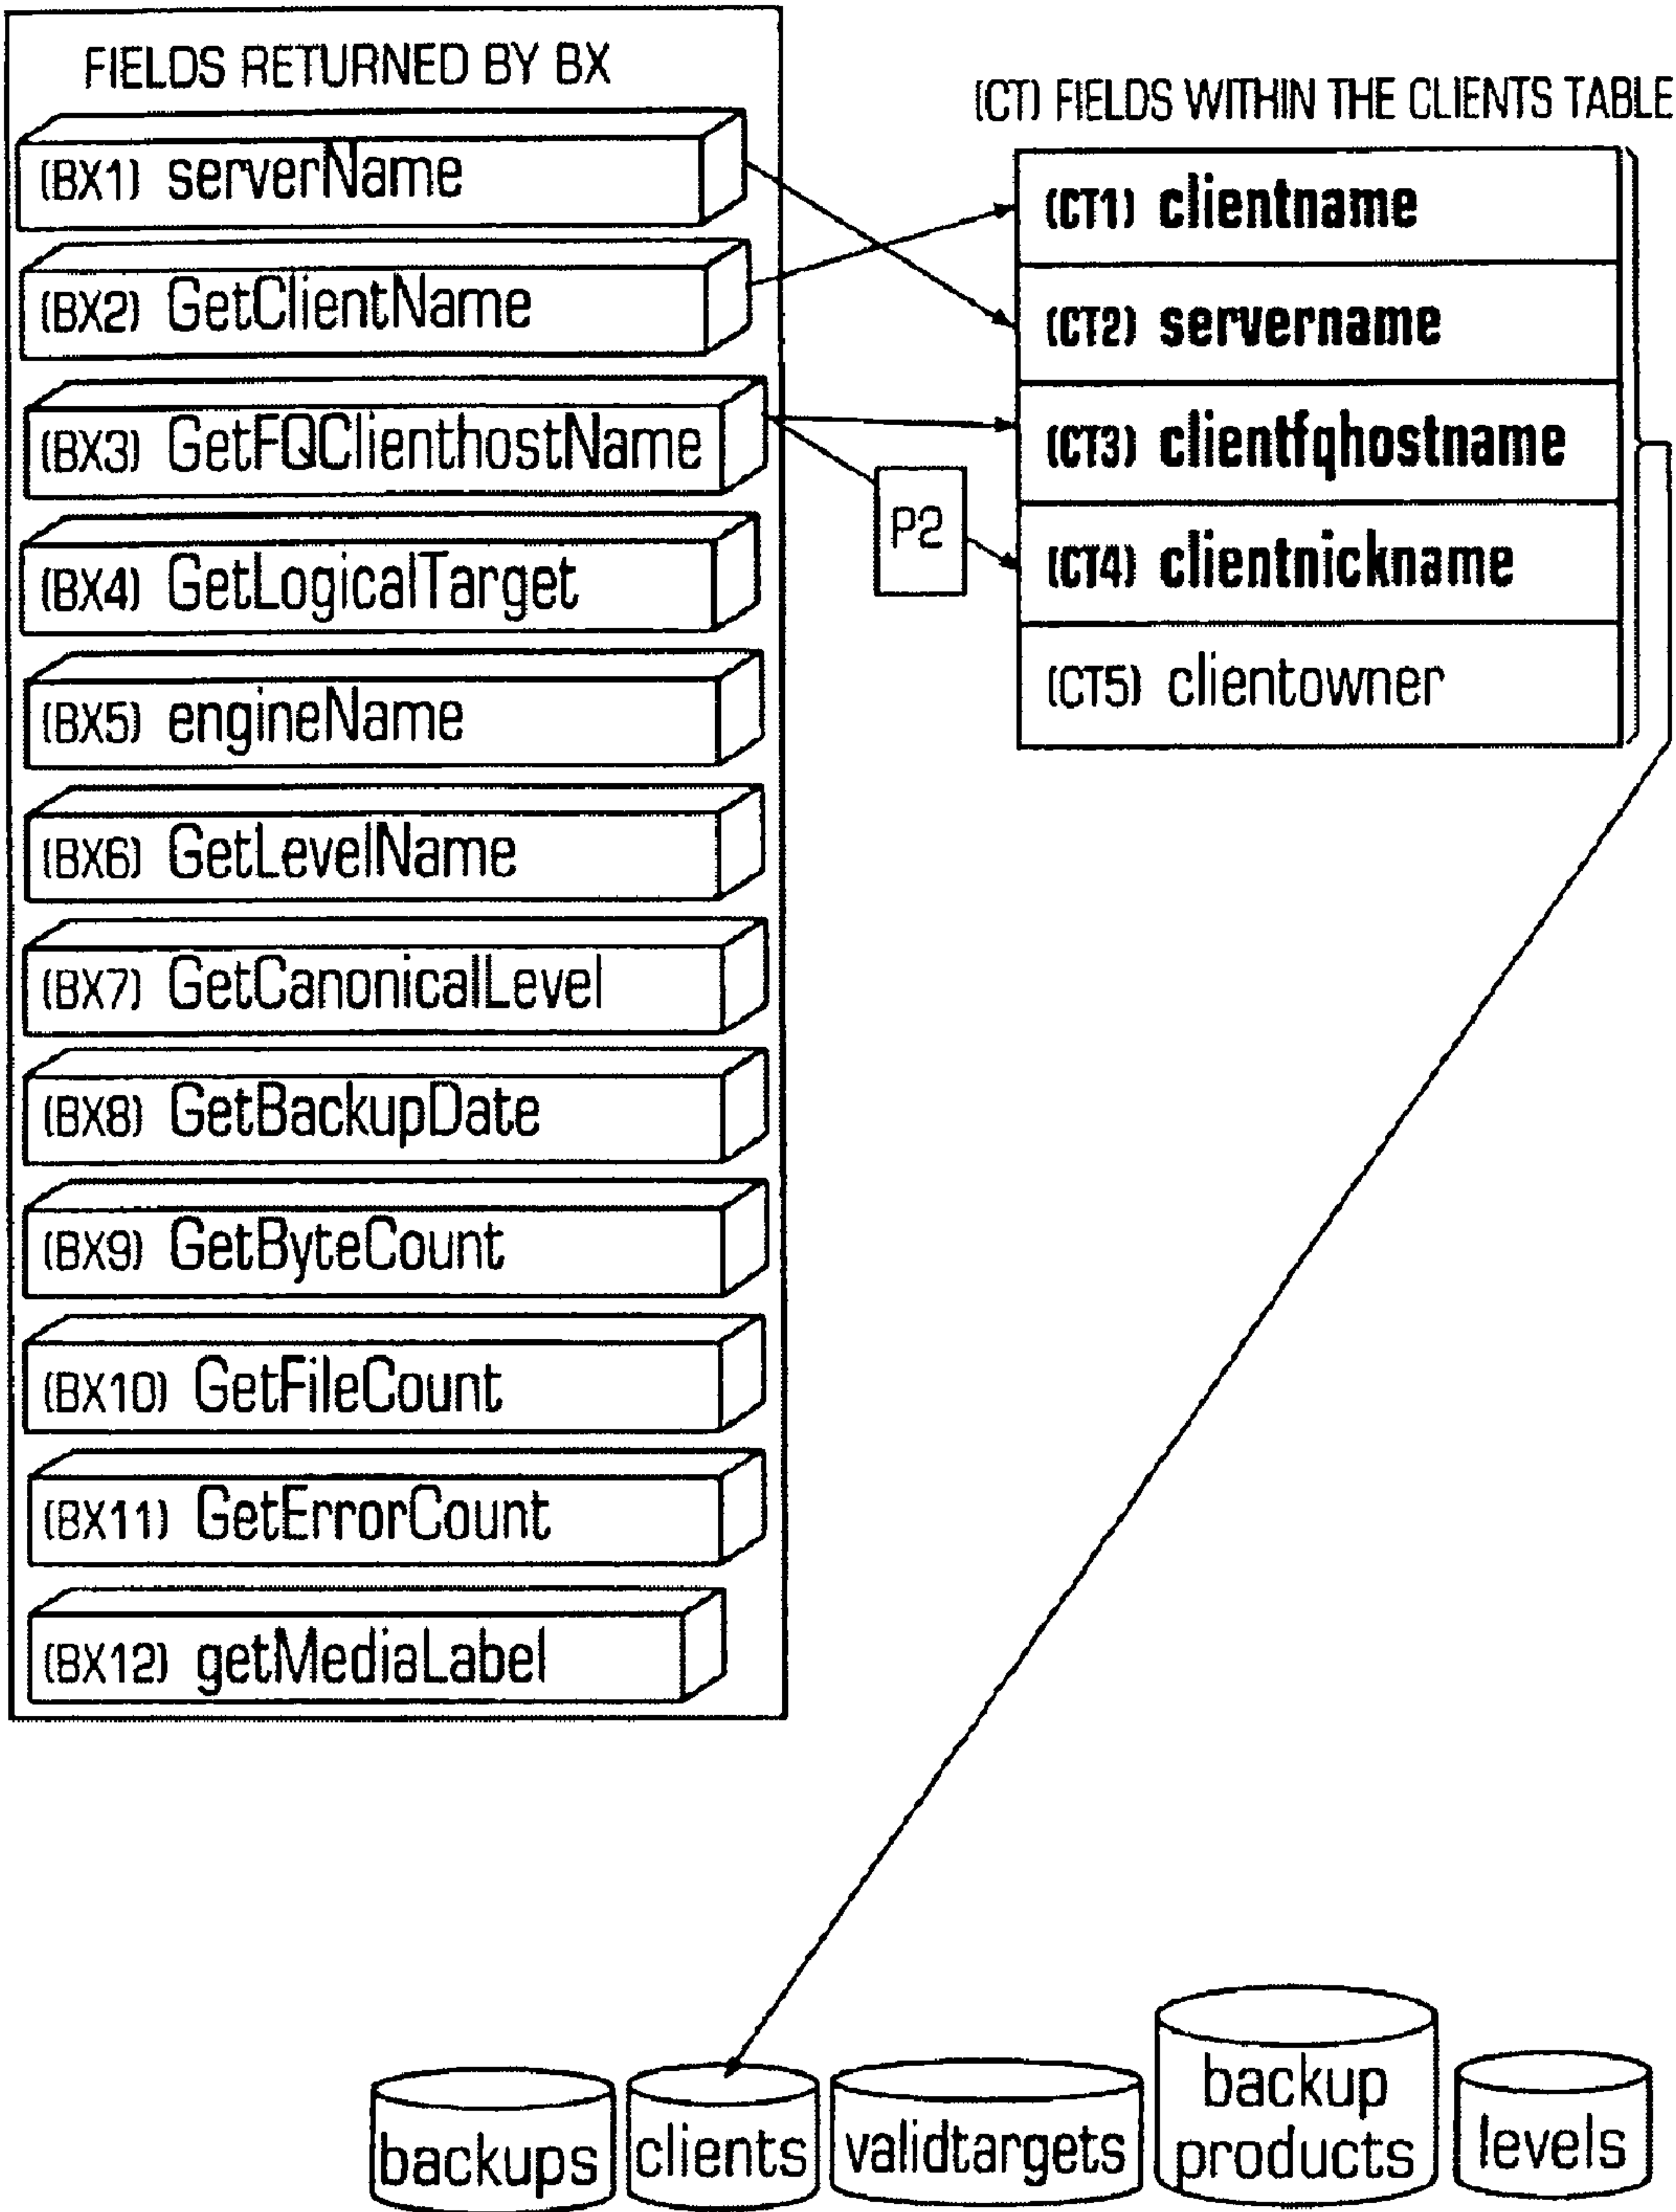 FIELDS RETURNED BY BX
(BX1) serverName
(BX2) GetClientName
(BX3) GetFQClienthostName
(BX4) GetLogicalTarget
(BX5) engineName
(BX6) GetLevelName
(BX7) GetCanonicalLevel
(BX8) GetBackupDate
(BX9) GetByteCount
(BX10) GetFileCount
(BX11) GetErrorCount
(BX12) getMediaLabel
(CT) FIELDS WITHIN THE CLIENTS TABLE
(CT1) clientname
(CT2) servername
(CT3) clientfqhostname
(CT4) clientnickname
(CT5) clientowner
P2
backups
clients
validtargets
backup
products
levels